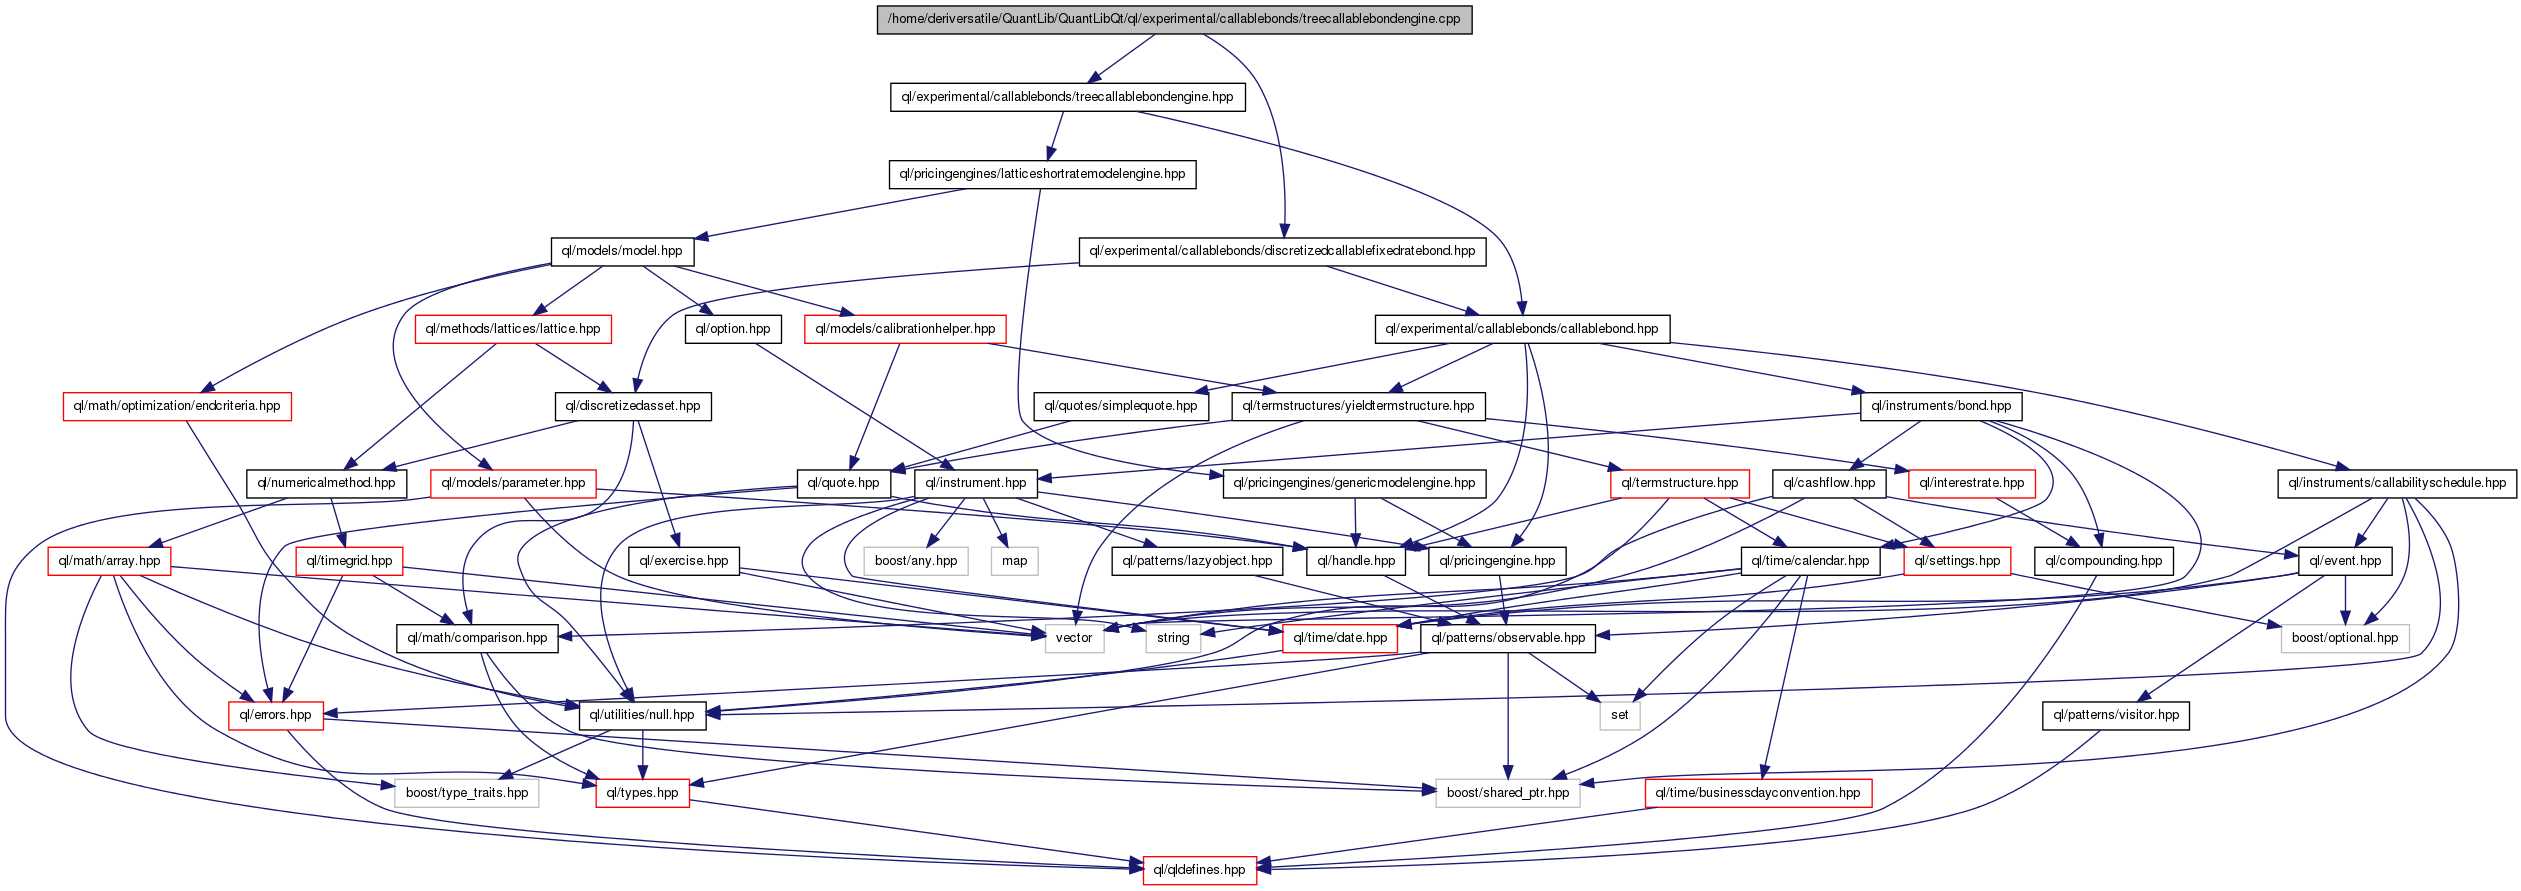 /home/deriversatile/QuantLib/QuantLibQt/ql/experimental/callablebonds/treecallablebondengine.cpp
ql/experimental/callablebonds/treecallablebondengine.hpp
ql/pricingengines/latticeshortratemodelengine.hpp
ql/models/model.hpp
ql/experimental/callablebonds/discretizedcallablefixedratebond.hpp
ql/methods/lattices/lattice.hpp
ql/option.hpp
ql/models/calibrationhelper.hpp
ql/experimental/callablebonds/callablebond.hpp
ql/math/optimization/endcriteria.hpp
ql/discretizedasset.hpp
ql/quotes/simplequote.hpp
ql/termstructures/yieldtermstructure.hpp
ql/instruments/bond.hpp
ql/numericalmethod.hpp
ql/models/parameter.hpp
ql/quote.hpp
ql/instrument.hpp
ql/pricingengines/genericmodelengine.hpp
ql/termstructure.hpp
ql/cashflow.hpp
ql/interestrate.hpp
ql/instruments/callabilityschedule.hpp
ql/math/array.hpp
ql/timegrid.hpp
ql/exercise.hpp
boost/any.hpp
map
ql/patterns/lazyobject.hpp
ql/handle.hpp
ql/pricingengine.hpp
ql/time/calendar.hpp
ql/settings.hpp
ql/compounding.hpp
ql/event.hpp
ql/math/comparison.hpp
vector
string
ql/time/date.hpp
ql/patterns/observable.hpp
boost/optional.hpp
ql/errors.hpp
ql/utilities/null.hpp
set
ql/patterns/visitor.hpp
boost/type_traits.hpp
ql/types.hpp
boost/shared_ptr.hpp
ql/time/businessdayconvention.hpp
ql/qldefines.hpp